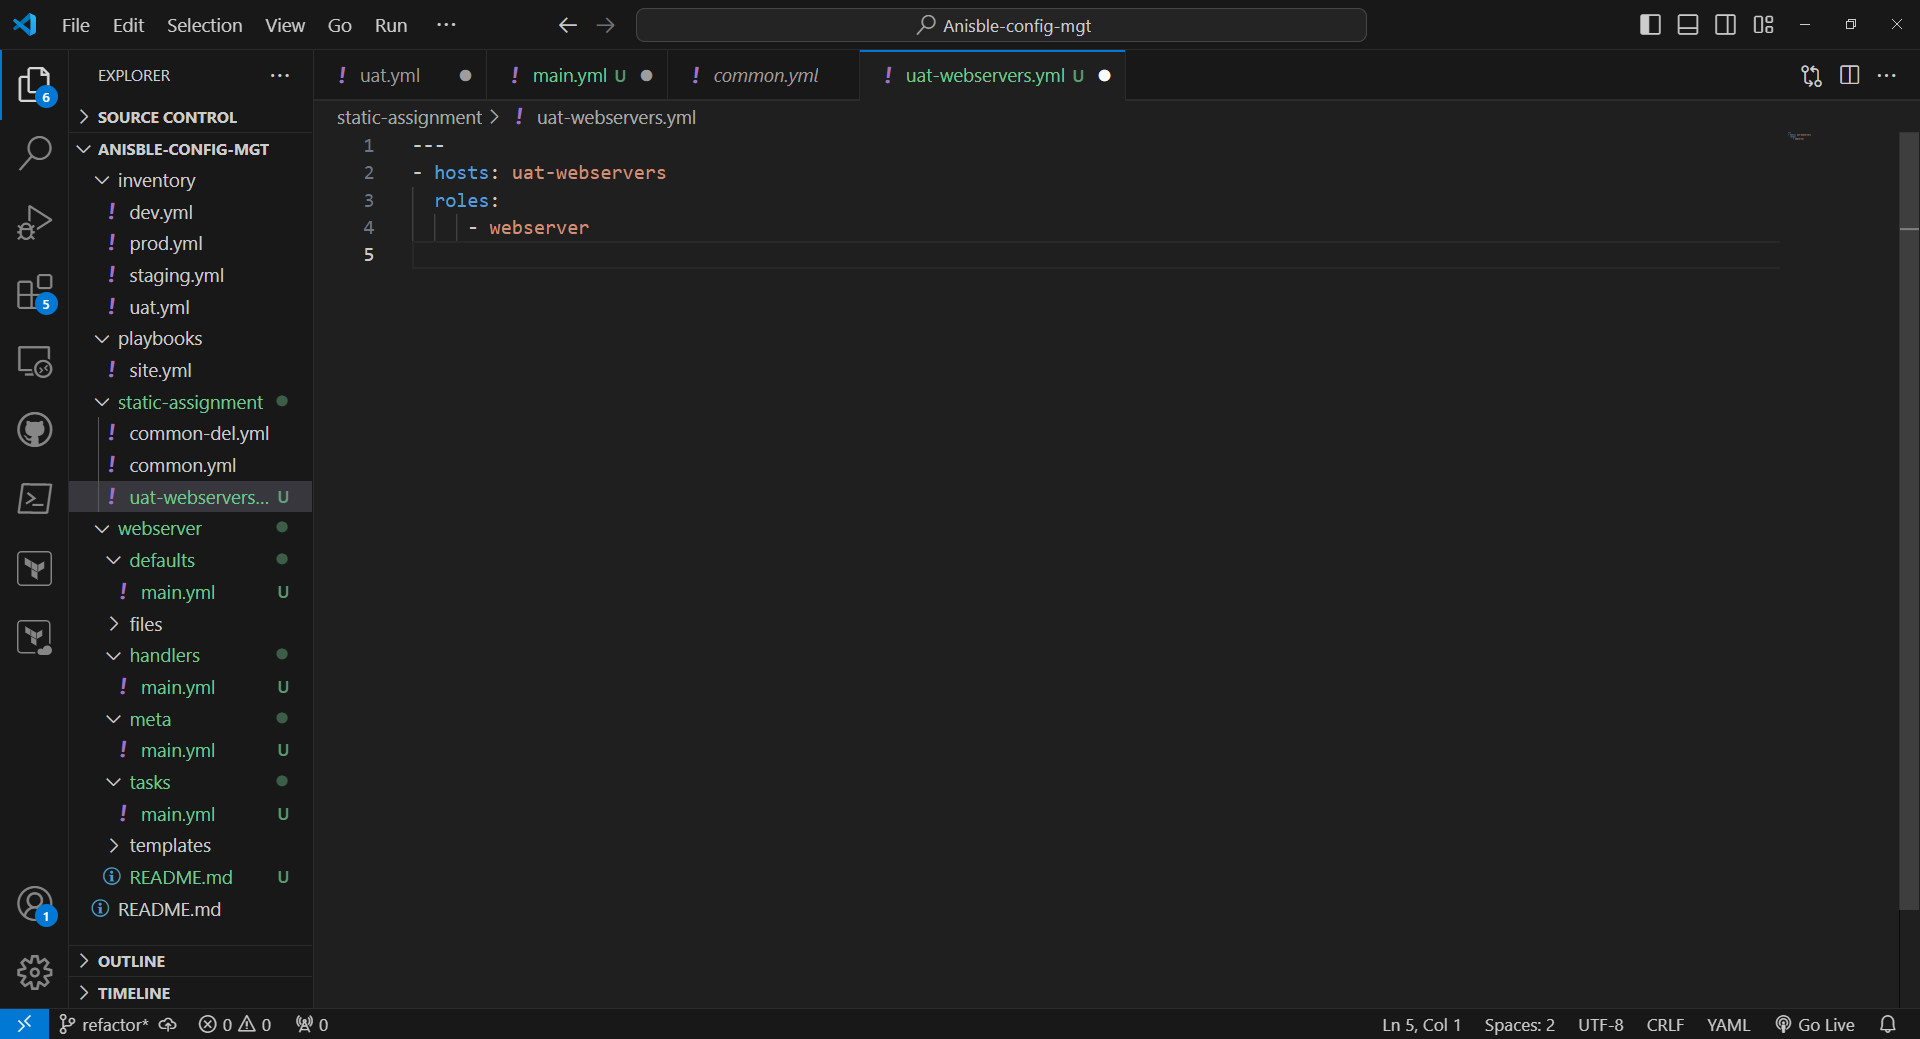 File Edit Selection View Go Run ···
Anisble-config-mgt
EXPLORER ···
! uat.yml
! main.yml U
! common.yml
! uat-webservers.yml U
···
6
5
1
SOURCE CONTROL
ANISBLE-CONFIG-MGT
inventory
! dev.yml
! prod.yml
! staging.yml
! uat.yml
playbooks
! site.yml
static-assignment
! common-del.yml
! common.yml
! uat-webservers... U
webserver
defaults
! main.yml U
files
handlers
! main.yml U
meta
! main.yml U
tasks
! main.yml U
templates
README.md U
README.md
OUTLINE
TIMELINE
static-assignment > ! uat-webservers.yml
1 ---
2 - hosts: uat-webservers
3 roles:
4 - webserver
5
refactor* 0 0 0
Ln 5, Col 1 Spaces: 2 UTF-8 CRLF YAML Go Live